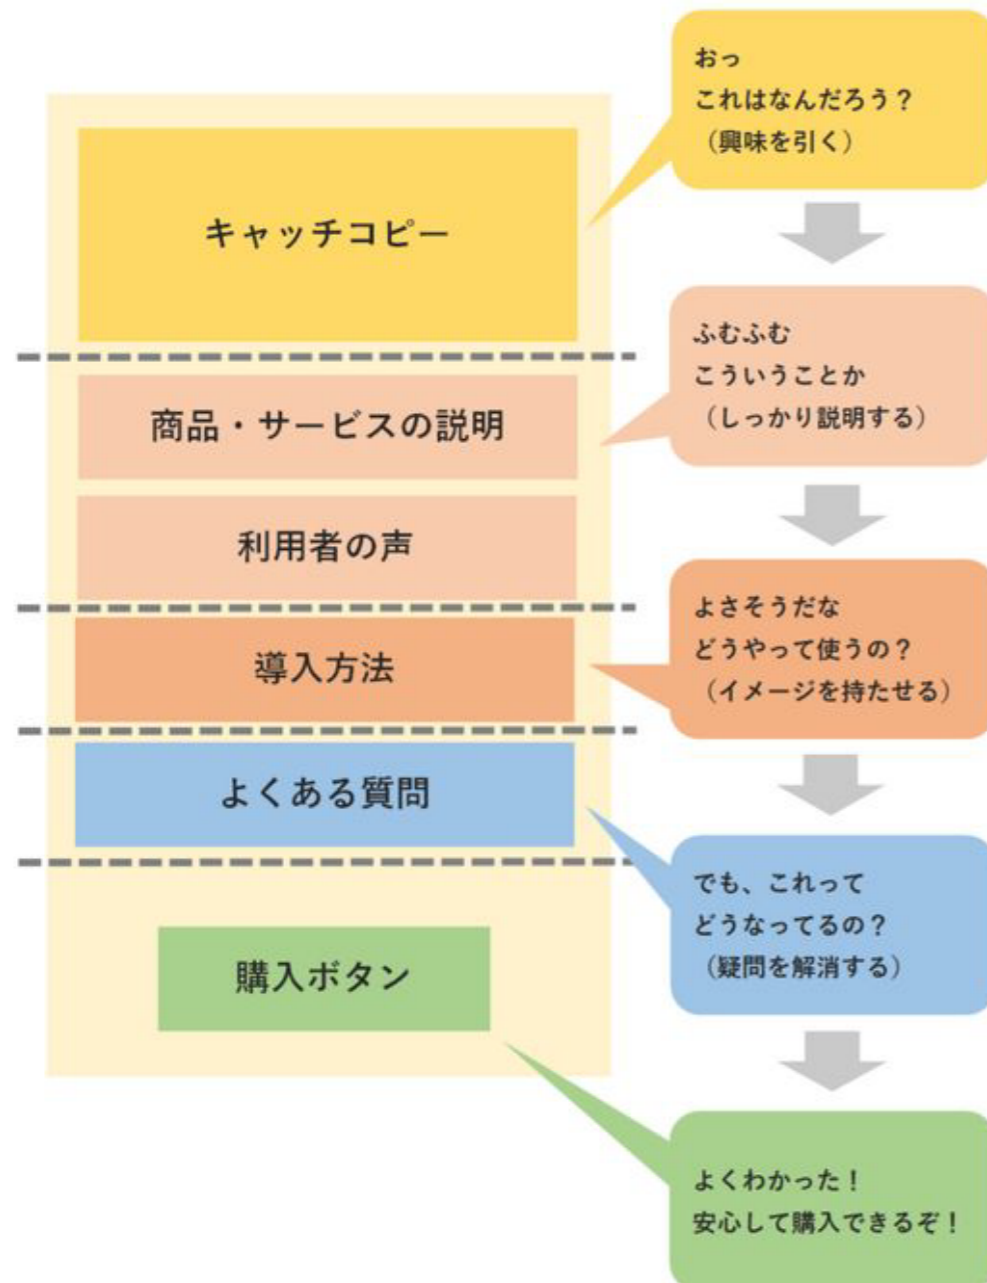 キャッチコピー
商品・サービスの説明
利用者の声
導入方法
よくある質問
購入ボタン
おっ
これはなんだろう？
（興味を引く）
ふむふむ
こういうことか
（しっかり説明する）
よさそうだな
どうやって使うの？
（イメージを持たせる）
でも、これって
どうなってるの？
（疑問を解消する）
よくわかった！
安心して購入できるぞ！